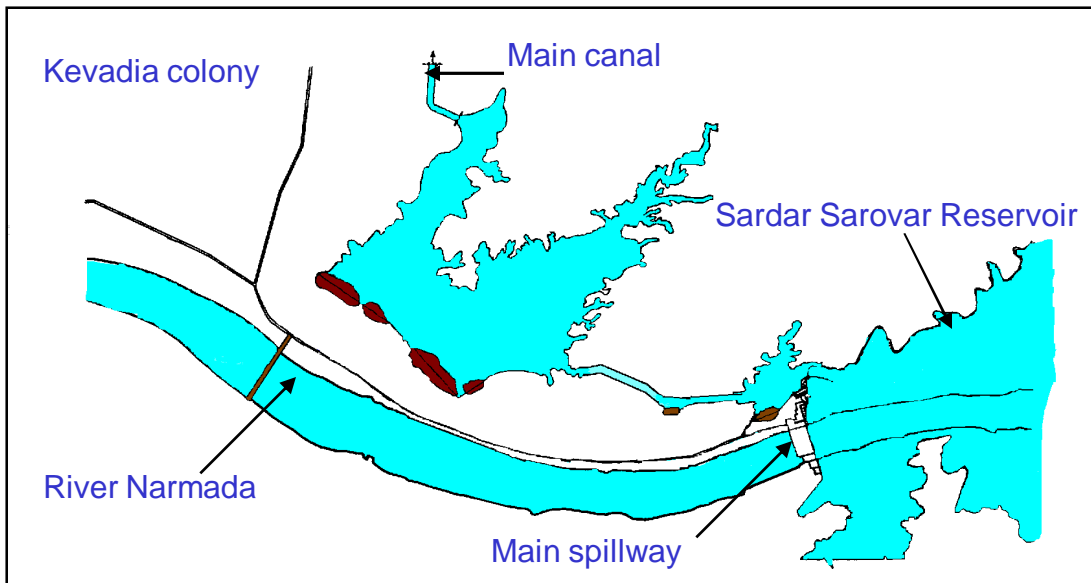 Kevadia colony
Main canal
Sardar Sarovar Reservoir
River Narmada
Main spillway